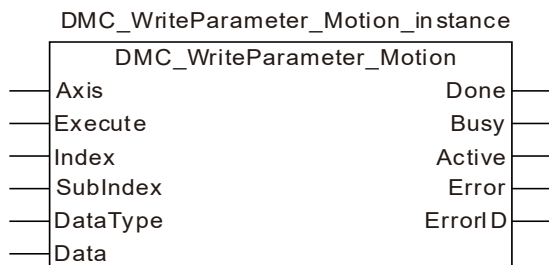 DMC_WriteParameter_Motion_instance
DMC_WriteParameter_Motion
Axis Done
Execute Busy
Index Active
SubIndex Error
DataType ErrorID
Data